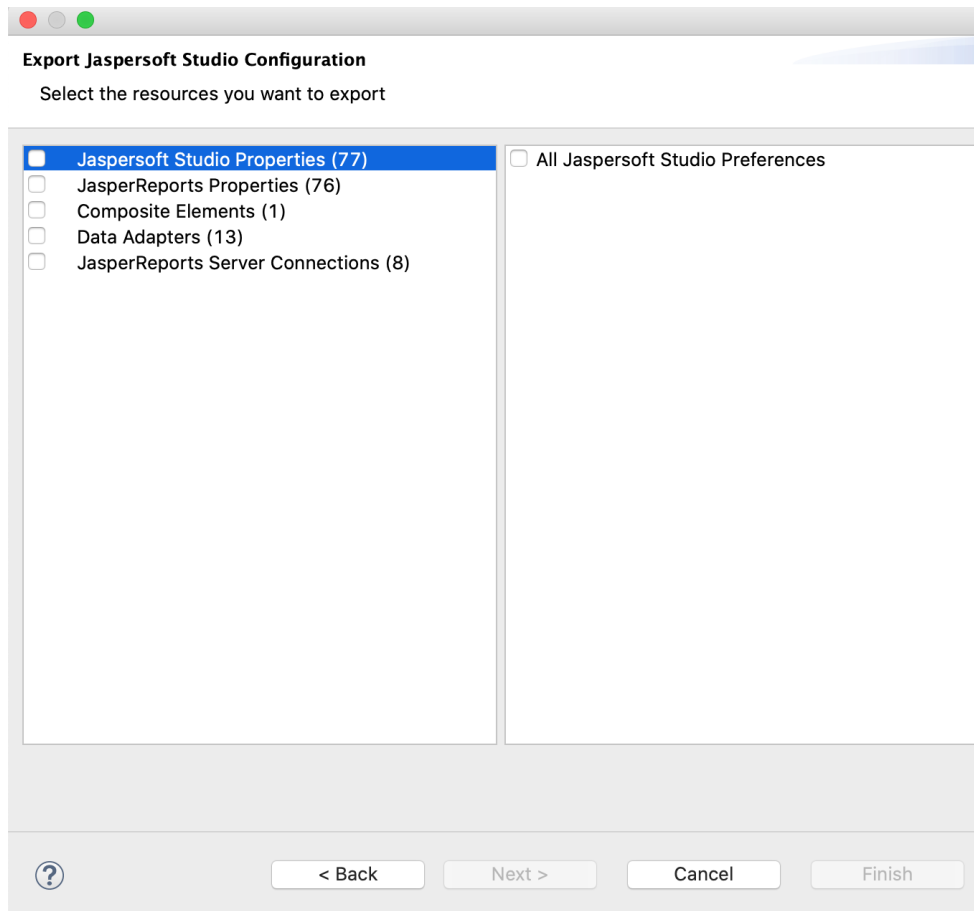 Export Jaspersoft Studio Configuration
Select the resources you want to export
Jaspersoft Studio Properties (77)
JasperReports Properties (76)
Composite Elements (1)
Data Adapters (13)
JasperReports Server Connections (8)
All Jaspersoft Studio Preferences
?
< Back
Next >
Cancel
Finish